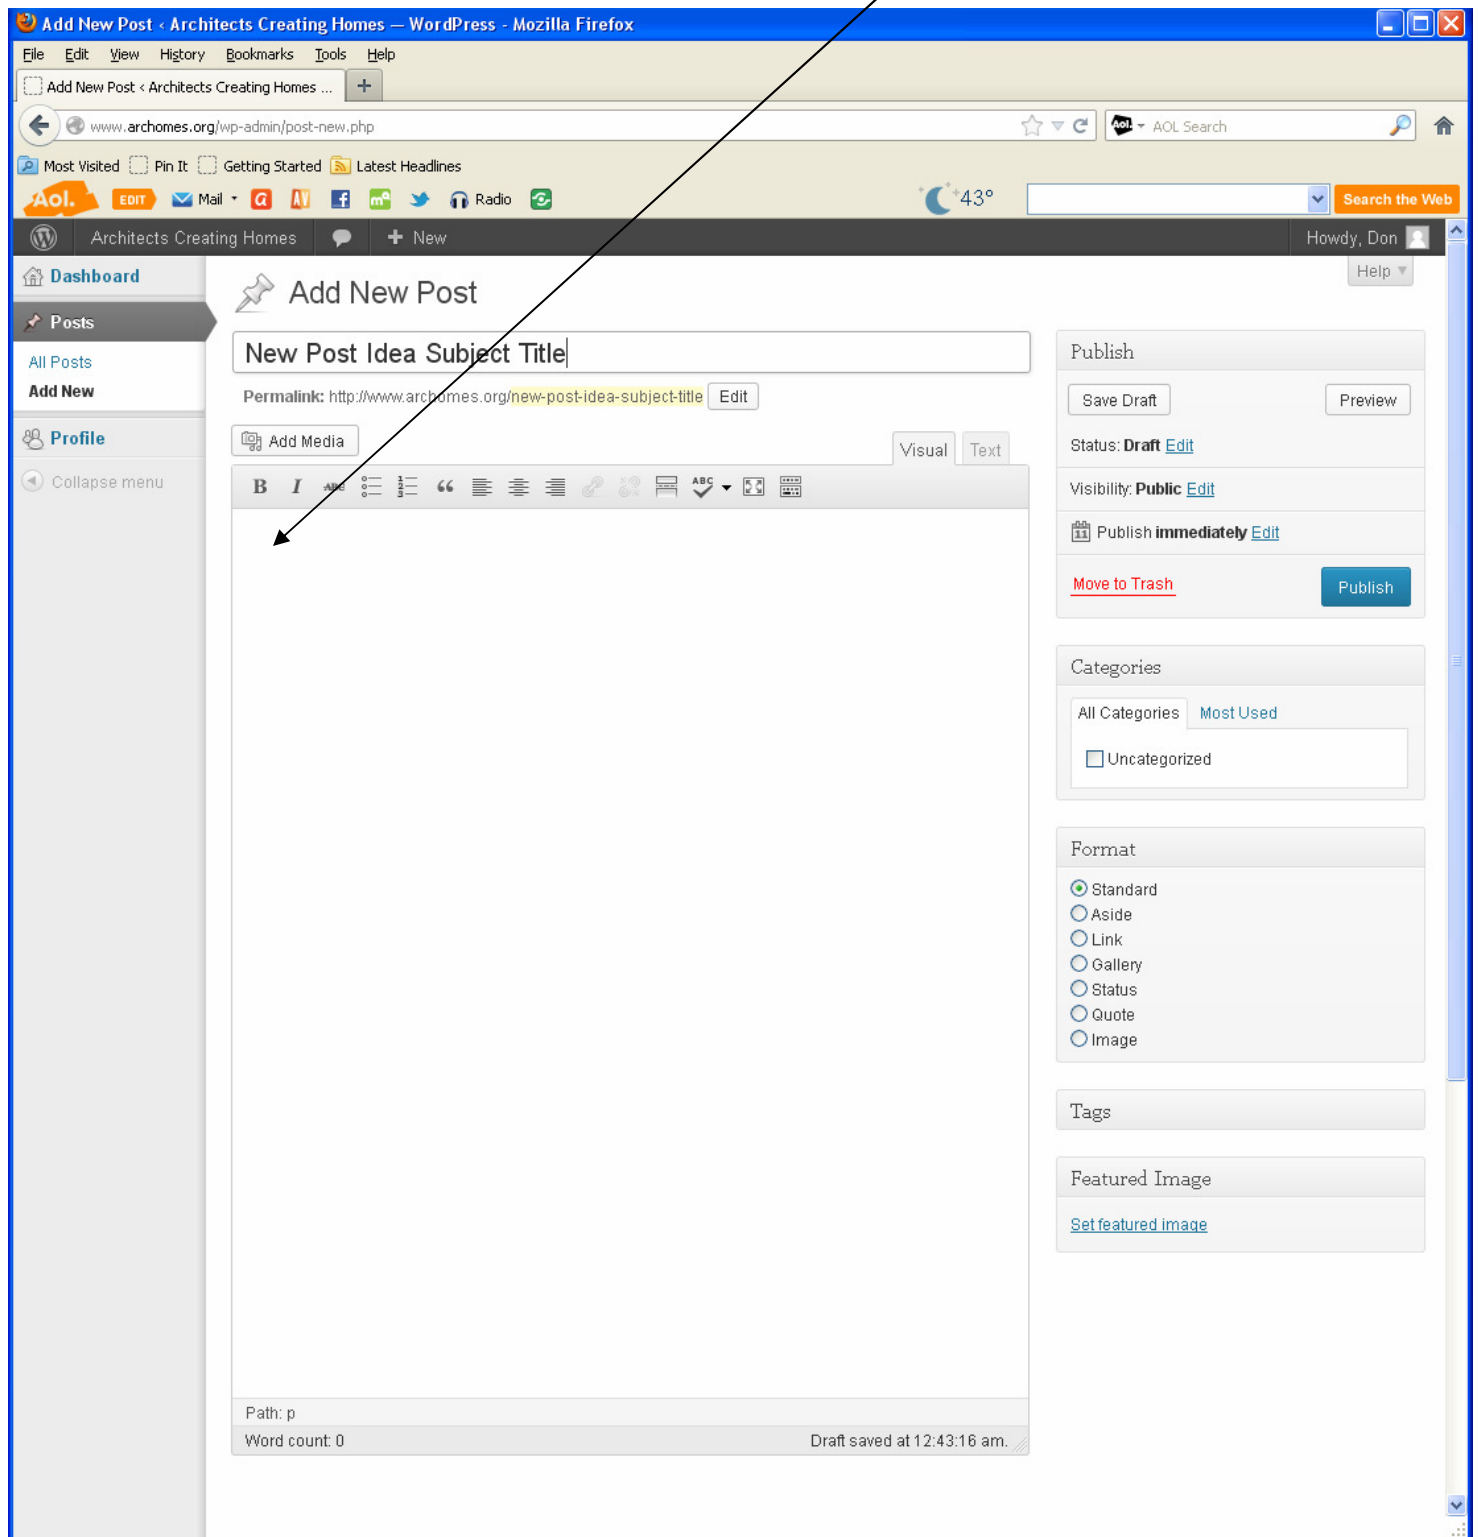 Add New Post ‹ Architects Creating Homes — WordPress - Mozilla Firefox
File Edit View History Bookmarks Tools Help
Add New Post ‹ Architects Creating Homes ... +
www.archomes.org/wp-admin/post-new.php Aol. AOL Search
Most Visited Pin It Getting Started Latest Headlines
Aol. EDIT Mail Radio 43° Search the Web
Architects Creating Homes + New Howdy, Don
Dashboard
Posts
All Posts
Add New
Profile
Collapse menu
Help
Add New Post
New Post Idea Subject Title
Permalink: http://www.archomes.org/new-post-idea-subject-title Edit
Add Media
Visual Text
B I ABC ABC
Path: p
Word count: 0 Draft saved at 12:43:16 am.
Publish
Save Draft Preview
Status: Draft Edit
Visibility: Public Edit
11 Publish immediately Edit
Move to Trash Publish
Categories
All Categories Most Used
Uncategorized
Format
Standard
Aside
Link
Gallery
Status
Quote
Image
Tags
Featured Image
Set featured image